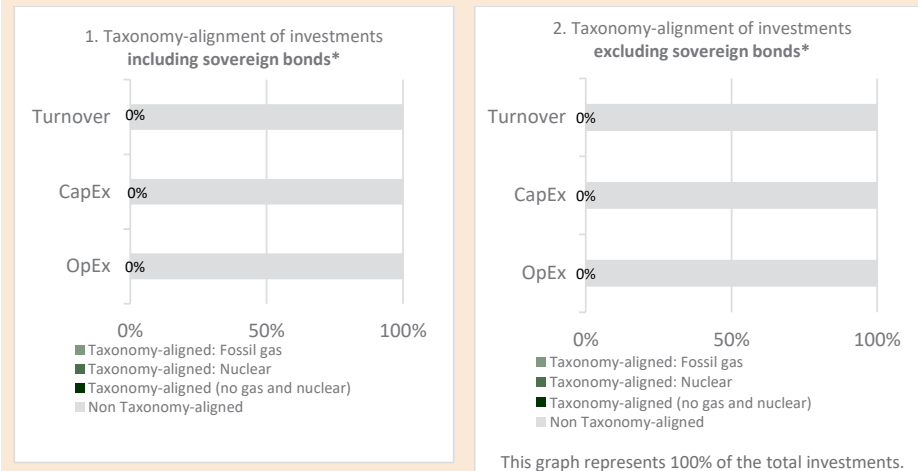 1. Taxonomy-alignment of investments
including sovereign bonds*
Turnover 0%
CapEx 0%
OpEx 0%
0% 50% 100%
Taxonomy-aligned: Fossil gas
Taxonomy-aligned: Nuclear
Taxonomy-aligned (no gas and nuclear)
Non Taxonomy-aligned
2. Taxonomy-alignment of investments
excluding sovereign bonds*
Turnover 0%
CapEx 0%
OpEx 0%
0% 50% 100%
Taxonomy-aligned: Fossil gas
Taxonomy-aligned: Nuclear
Taxonomy-aligned (no gas and nuclear)
Non Taxonomy-aligned
This graph represents 100% of the total investments.